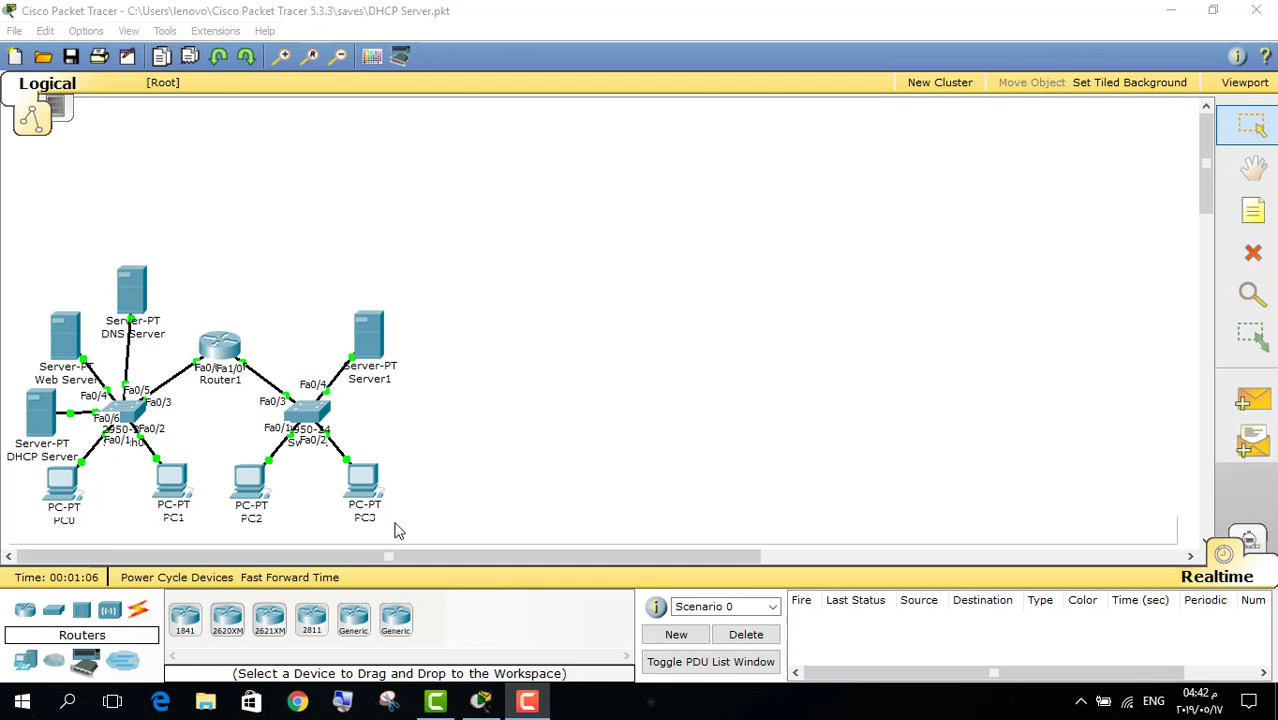 Cisco Packet Tracer - C:\Users\lenovo\Cisco Packet Tracer 5.3.3\saves\DHCP Server.pkt
File Edit Options View Tools Extensions Help
Logical
[Root]
New Cluster
Move Object
Set Tiled Background
Viewport
Server-PT
DNS Server
Server-PT
Web Server
Server-PT
DHCP Server
Fa0/5
Fa0/4
Fa0/3
Fa0/6
Fa0/2
Fa0/1
Fa1/0
Router1
Server-PT
Server1
Fa0/4
Fa0/3
Fa0/1
Fa0/2
PC-PT
PC0
PC-PT
PC1
PC-PT
PC2
PC-PT
PC3
Time: 00:01:06
Power Cycle Devices Fast Forward Time
Realtime
Routers
1841
2620XM
2621XM
2811
Generic
Generic
(Select a Device to Drag and Drop to the Workspace)
Scenario 0
New
Delete
Toggle PDU List Window
Fire
Last Status
Source
Destination
Type
Color
Time (sec)
Periodic
Num
ENG
04:42 م
٢٠١٩/٠٥/١٧